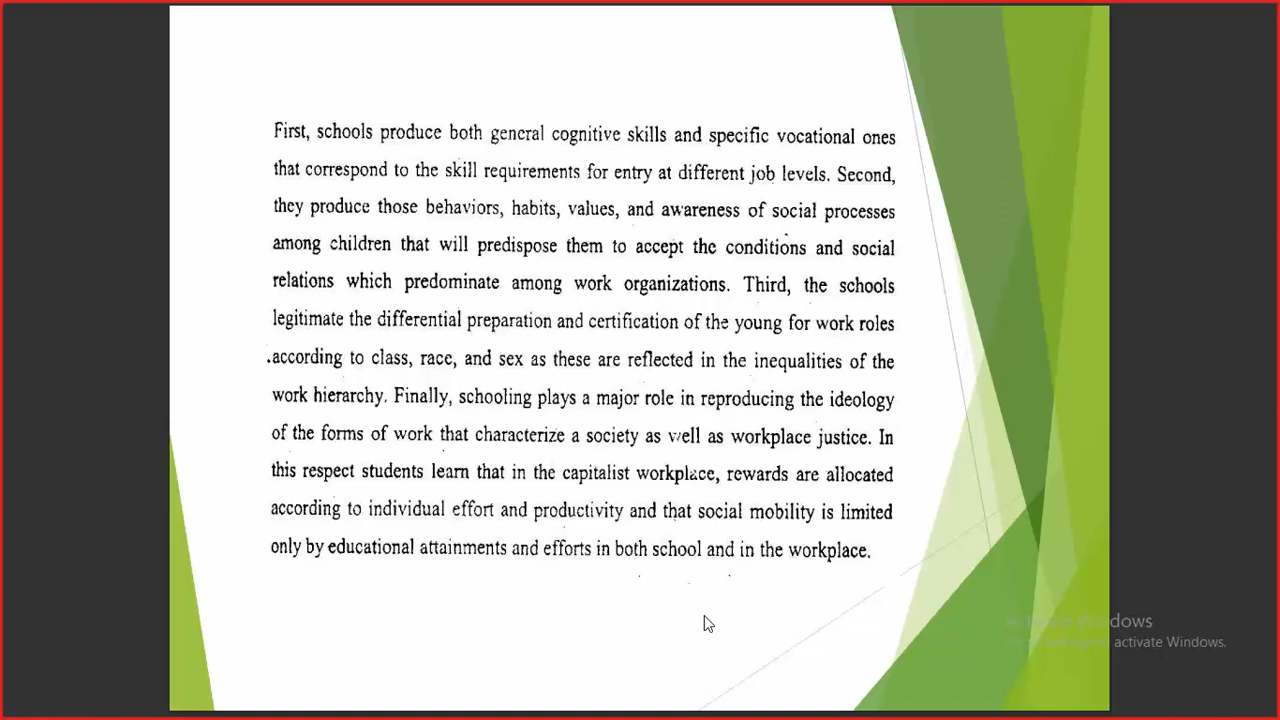 First, schools produce both general cognitive skills and specific vocational ones
that correspond to the skill requirements for entry at different job levels. Second,
they produce those behaviors, habits, values, and awareness of social processes
among children that will predispose them to accept the conditions and social
relations which predominate among work organizations. Third, the schools
legitimate the differential preparation and certification of the young for work roles
according to class, race, and sex as these are reflected in the inequalities of the
work hierarchy. Finally, schooling plays a major role in reproducing the ideology
of the forms of work that characterize a society as well as workplace justice. In
this respect students learn that in the capitalist workplace, rewards are allocated
according to individual effort and productivity and that social mobility is limited
only by educational attainments and efforts in both school and in the workplace.
Activate Windows
activate Windows.